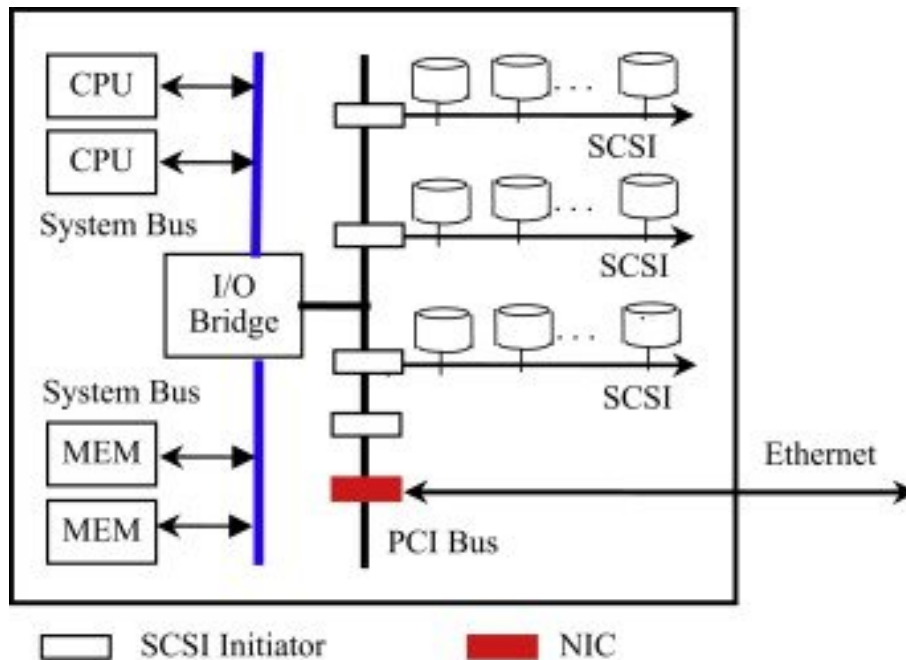 CPU
CPU
System Bus
I/O
Bridge
System Bus
MEM
MEM
SCSI
SCSI
SCSI
Ethernet
PCI Bus
SCSI Initiator
NIC